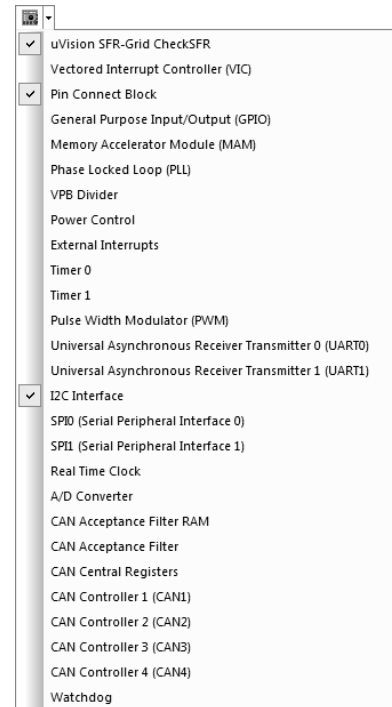 uVision SFR-Grid CheckSFR
Vectored Interrupt Controller (VIC)
Pin Connect Block
General Purpose Input/Output (GPIO)
Memory Accelerator Module (MAM)
Phase Locked Loop (PLL)
VPB Divider
Power Control
External Interrupts
Timer 0
Timer 1
Pulse Width Modulator (PWM)
Universal Asynchronous Receiver Transmitter 0 (UART0)
Universal Asynchronous Receiver Transmitter 1 (UART1)
I2C Interface
SPI0 (Serial Peripheral Interface 0)
SPI1 (Serial Peripheral Interface 1)
Real Time Clock
A/D Converter
CAN Acceptance Filter RAM
CAN Acceptance Filter
CAN Central Registers
CAN Controller 1 (CAN1)
CAN Controller 2 (CAN2)
CAN Controller 3 (CAN3)
CAN Controller 4 (CAN4)
Watchdog